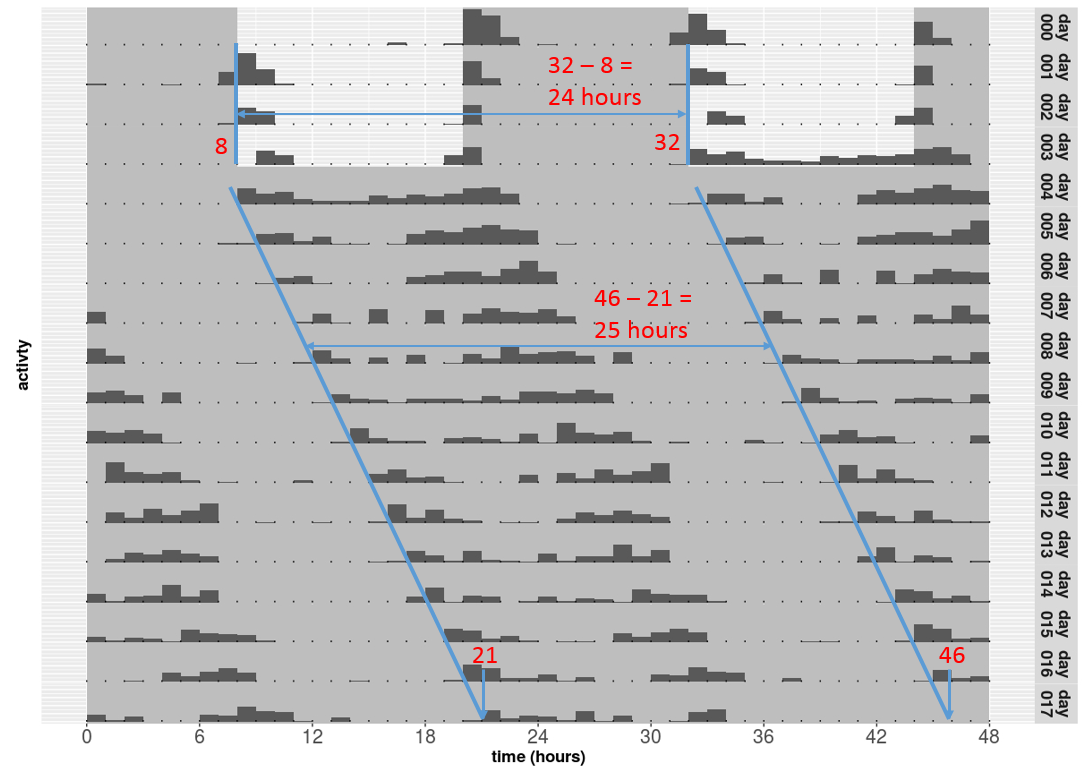 day 000
day 001
day 002
day 003
day 004
day 005
day 006
day 007
day 008
day 009
day 010
day 011
day 012
day 013
day 014
day 015
day 016
day 017
32 – 8 =
24 hours
8
32
46 – 21 =
25 hours
21
46
activty
0 6 12 18 24 30 36 42 48
time (hours)